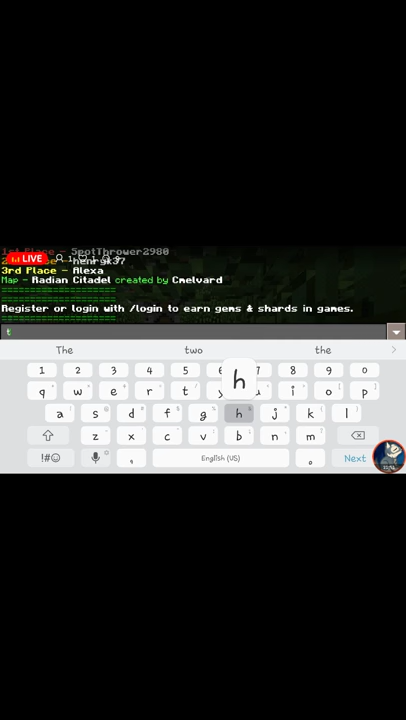 1st Place - SpotThrower2980
LIVE
3rd Place - Alexa
Map - Radian Citadel created by Cmelvard
====================
====================
Register or login with /login to earn gems & shards in games.
====================
t
The two the
1 2 3 4 5 6 7 8 9 0
q w e r t u i o p
h
a s d f g h j k l
z x c v b n m
!#☺ , English (US) . Next